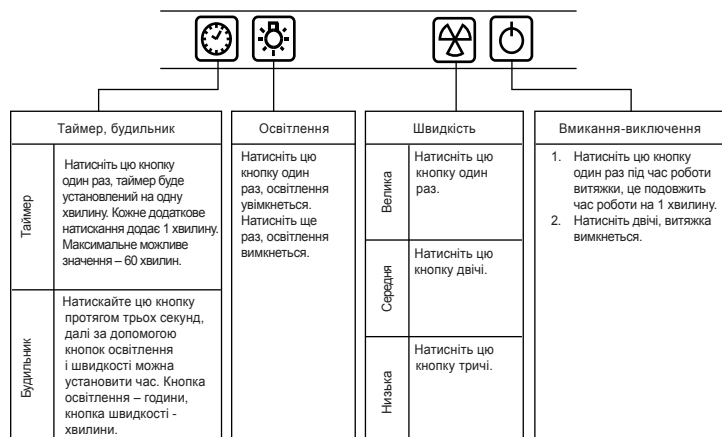 Таймер, будильник
Таймер
Натисніть цю кнопку
один раз, таймер буде
установлений на одну
хвилину. Кожне додаткове
натискання додає 1 хвилину.
Максимальне можливе
значення – 60 хвилин.
Будильник
Натискайте цю кнопку
протягом трьох секунд,
далі за допомогою
кнопок освітлення
і швидкості можна
установити час. Кнопка
освітлення – години,
кнопка швидкості -
хвилини.
Освітлення
Натисніть цю
кнопку один
раз, освітлення
увімкнеться.
Натисніть ще
раз, освітлення
вимкнеться.
Швидкість
Велика
Натисніть цю
кнопку один
раз.
Середня
Натисніть цю
кнопку двічі.
Низька
Натисніть цю
кнопку тричі.
Вмикання-виключення
1. Натисніть цю кнопку
один раз під час роботи
витяжки, це подовжить
час роботи на 1 хвилину.
2. Натисніть двічі, витяжка
вимкнеться.